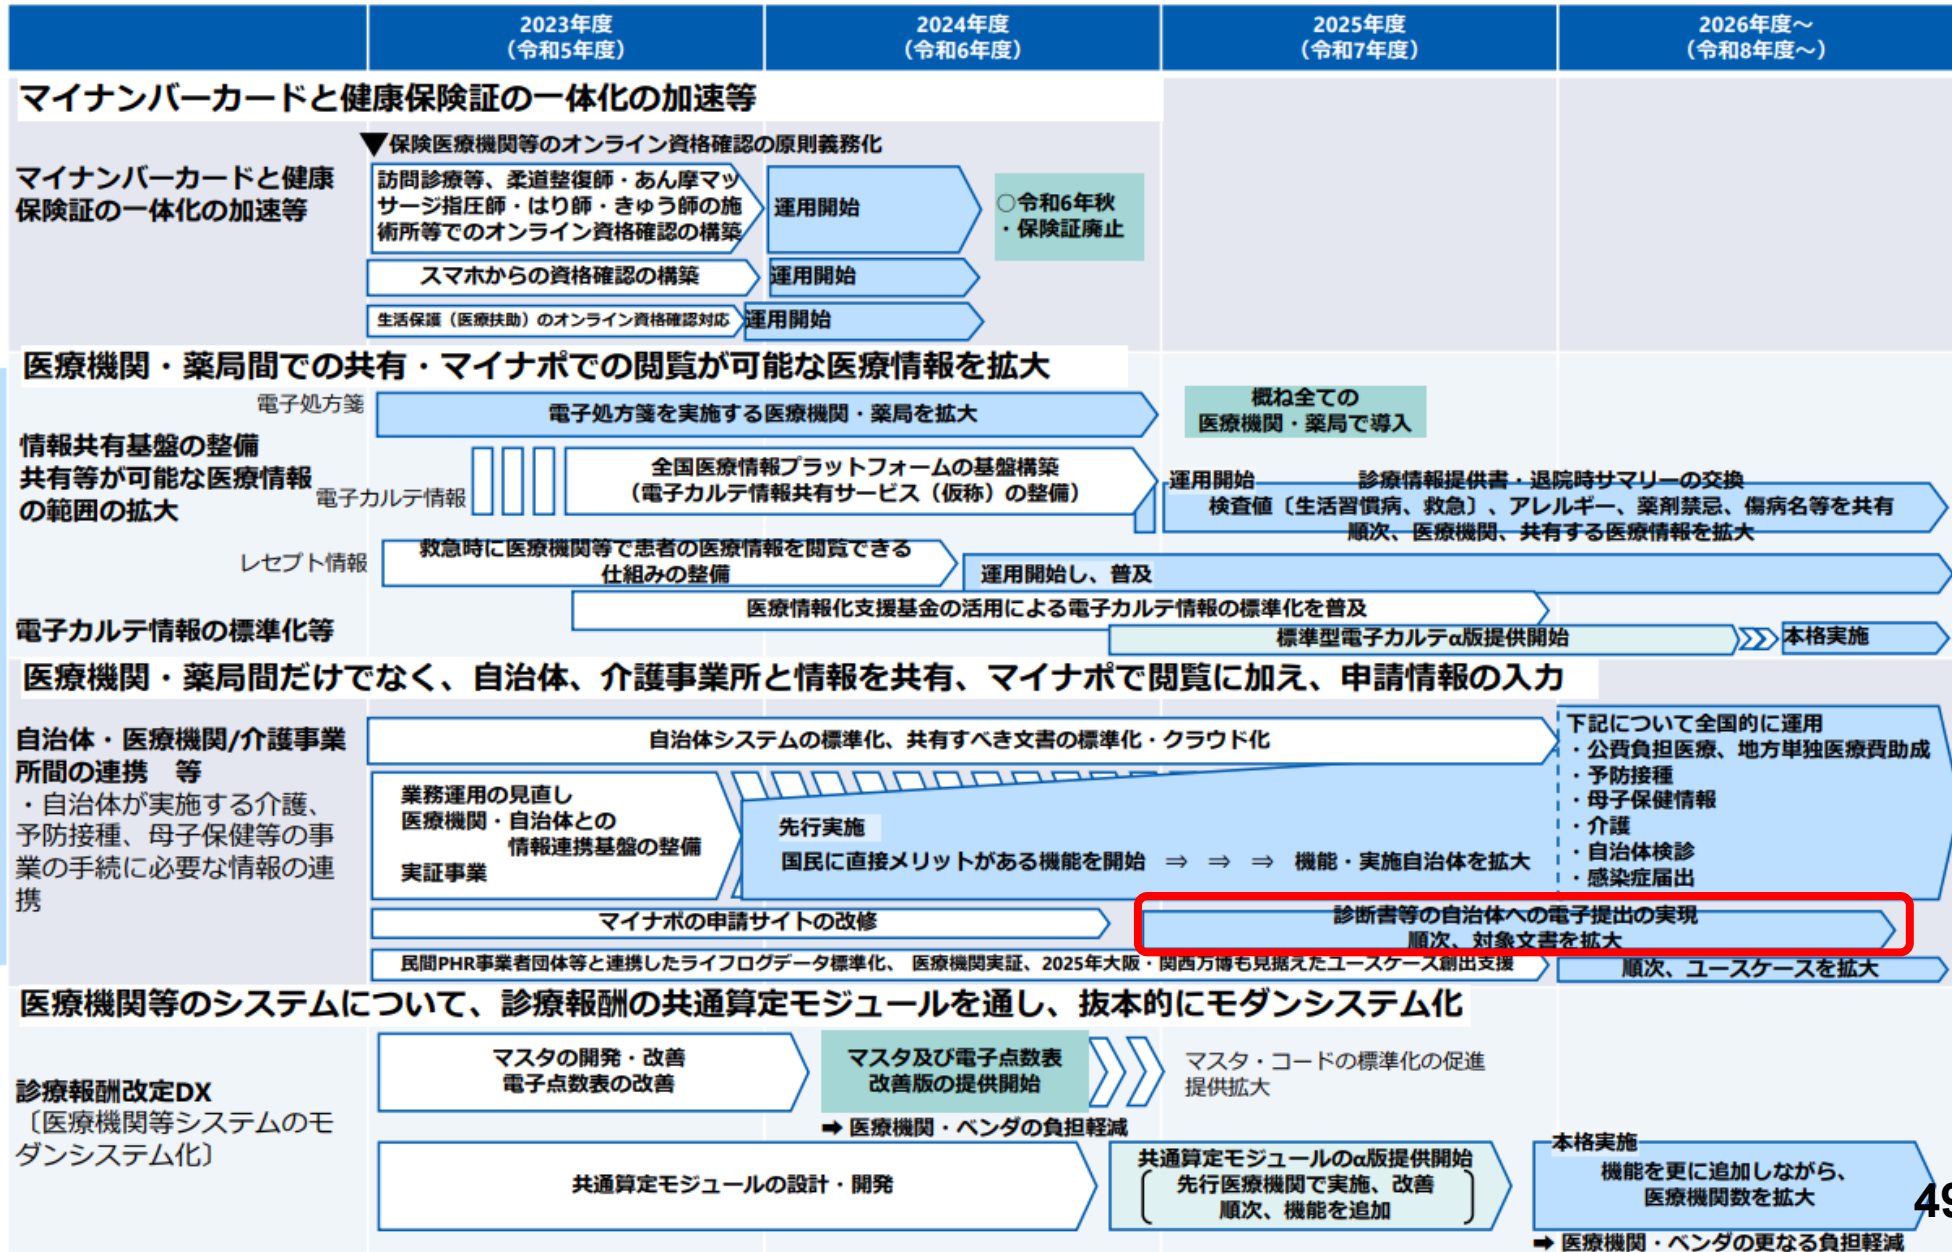 2023年度
（令和5年度）
2024年度
（令和6年度）
2025年度
（令和7年度）
2026年度～
（令和8年度～）
マイナンバーカードと健康保険証の一体化の加速等
マイナンバーカードと健康
保険証の一体化の加速等
▼保険医療機関等のオンライン資格確認の原則義務化
訪問診療等、柔道整復師・あん摩マッ
サージ指圧師・はり師・きゅう師の施
術所等でのオンライン資格確認の構築
運用開始
○令和6年秋
・保険証廃止
スマホからの資格確認の構築
運用開始
生活保護（医療扶助）のオンライン資格確認対応
運用開始
医療機関・薬局間での共有・マイナポでの閲覧が可能な医療情報を拡大
情報共有基盤の整備
共有等が可能な医療情報
の範囲の拡大
電子処方箋
電子処方箋を実施する医療機関・薬局を拡大
概ね全ての
医療機関・薬局で導入
電子カルテ情報
全国医療情報プラットフォームの基盤構築
（電子カルテ情報共有サービス（仮称）の整備）
運用開始
診療情報提供書・退院時サマリーの交換
検査値〔生活習慣病、救急〕、アレルギー、薬剤禁忌、傷病名等を共有
順次、医療機関、共有する医療情報を拡大
レセプト情報
救急時に医療機関等で患者の医療情報を閲覧できる
仕組みの整備
運用開始し、普及
電子カルテ情報の標準化等
医療情報化支援基金の活用による電子カルテ情報の標準化を普及
標準型電子カルテα版提供開始
本格実施
医療機関・薬局間だけでなく、自治体、介護事業所と情報を共有、マイナポで閲覧に加え、申請情報の入力
自治体・医療機関/介護事業
所間の連携　等
・自治体が実施する介護、
予防接種、母子保健等の事
業の手続に必要な情報の連
携
自治体システムの標準化、共有すべき文書の標準化・クラウド化
業務運用の見直し
医療機関・自治体との
情報連携基盤の整備
実証事業
先行実施
国民に直接メリットがある機能を開始　⇒　⇒　⇒　機能・実施自治体を拡大
下記について全国的に運用
・公費負担医療、地方単独医療費助成
・予防接種
・母子保健情報
・介護
・自治体検診
・感染症届出
マイナポの申請サイトの改修
診断書等の自治体への電子提出の実現
順次、対象文書を拡大
民間PHR事業者団体等と連携したライフログデータ標準化、 医療機関実証、2025年大阪・関西万博も見据えたユースケース創出支援
順次、ユースケースを拡大
医療機関等のシステムについて、診療報酬の共通算定モジュールを通し、抜本的にモダンシステム化
診療報酬改定DX
〔医療機関等システムのモ
ダンシステム化〕
マスタの開発・改善
電子点数表の改善
マスタ及び電子点数表
改善版の提供開始
マスタ・コードの標準化の促進
提供拡大
➡ 医療機関・ベンダの負担軽減
共通算定モジュールの設計・開発
共通算定モジュールのα版提供開始
先行医療機関で実施、改善
順次、機能を追加
本格実施
機能を更に追加しながら、
医療機関数を拡大
➡ 医療機関・ベンダの更なる負担軽減
49